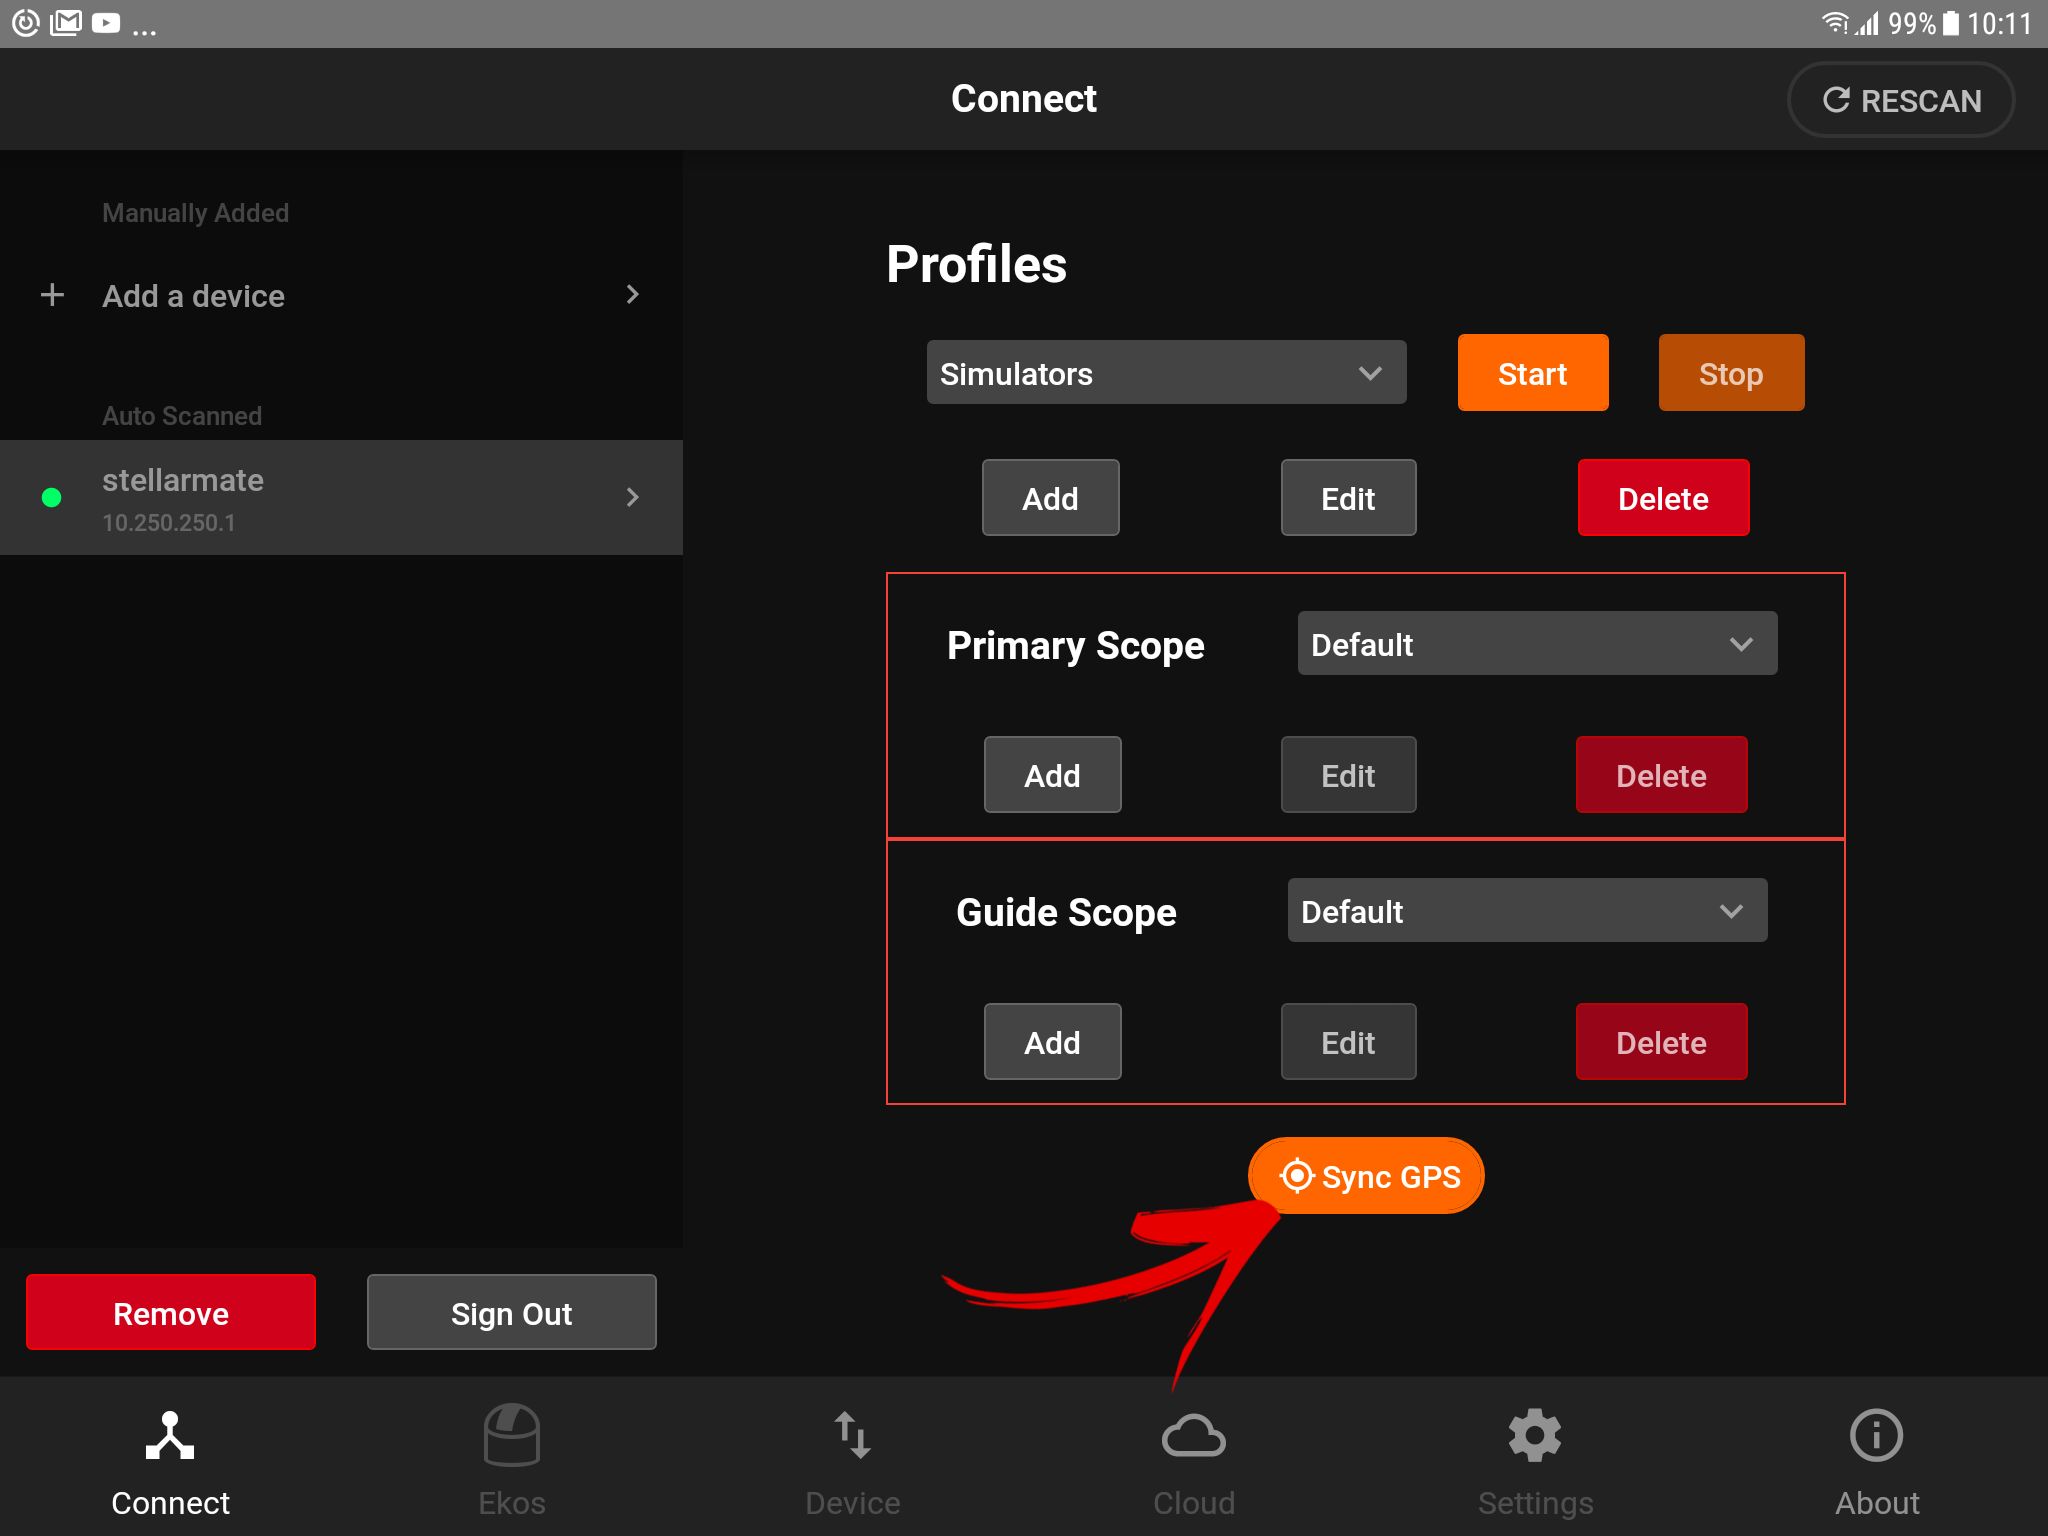 ... 99% 10:11
Connect
RESCAN
Manually Added
Add a device
Auto Scanned
stellarmate
10.250.250.1
Remove
Sign Out
Profiles
Simulators
Start
Stop
Add
Edit
Delete
Primary Scope
Default
Add
Edit
Delete
Guide Scope
Default
Add
Edit
Delete
Sync GPS
Connect
Ekos
Device
Cloud
Settings
About